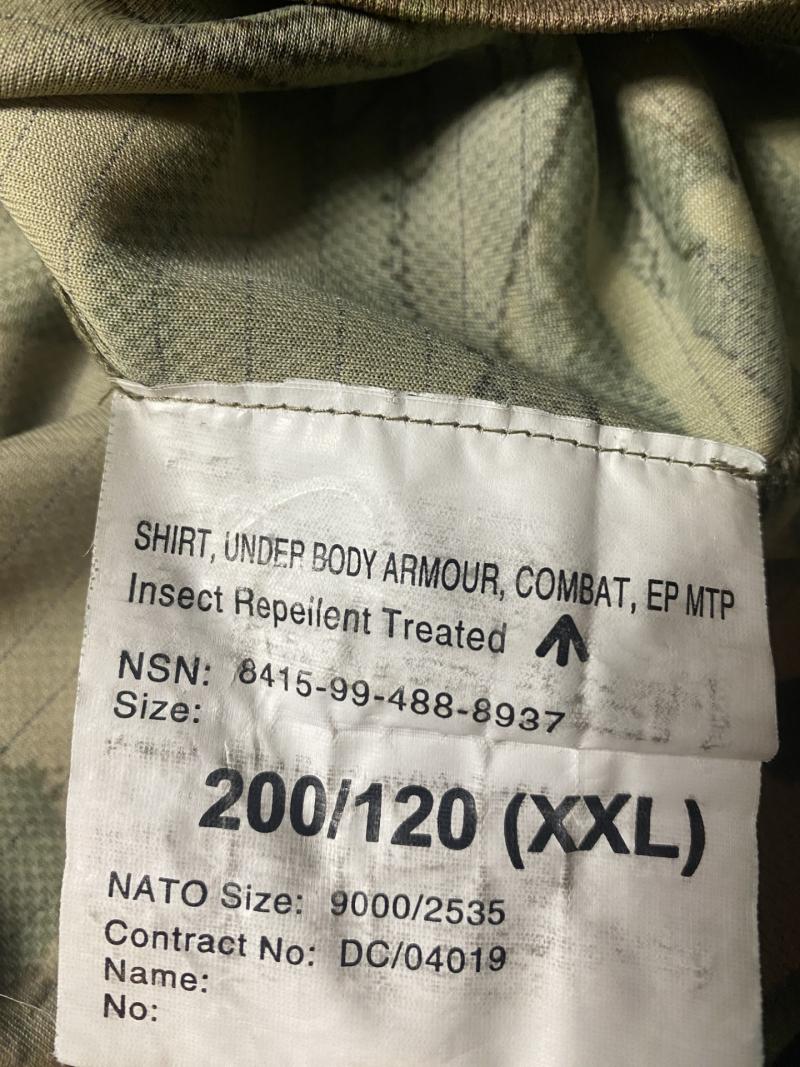 SHIRT, UNDER BODY ARMOUR, COMBAT, EP MTP
Insect Repellent Treated
NSN: 8415-99-488-8937
Size:
200/120 (XXL)
NATO Size: 9000/2535
Contract No: DC/04019
Name:
No: